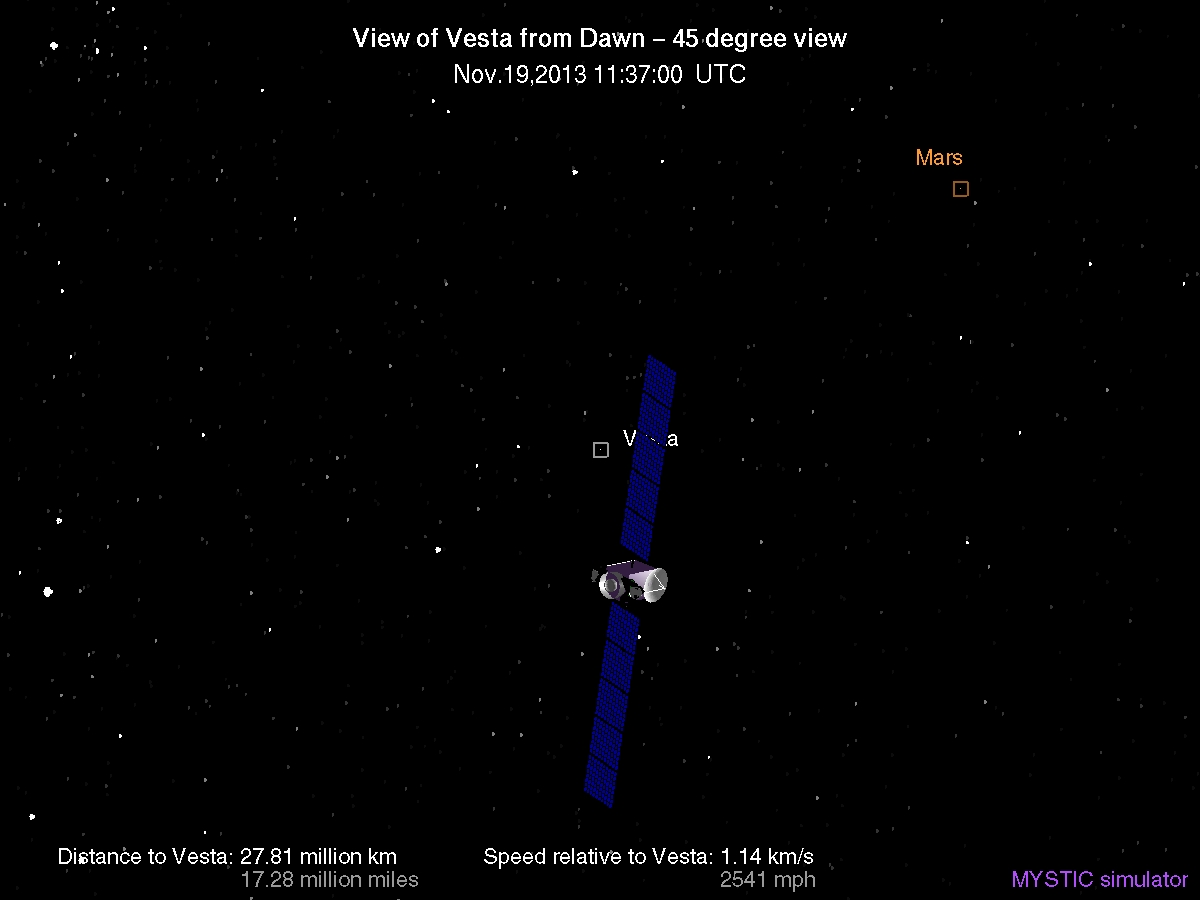 View of Vesta from Dawn – 45 degree view
Nov.19,2013 11:37:00 UTC
Mars
Distance to Vesta: 27.81 million km
17.28 million miles
Speed relative to Vesta: 1.14 km/s
2541 mph
MYSTIC simulator